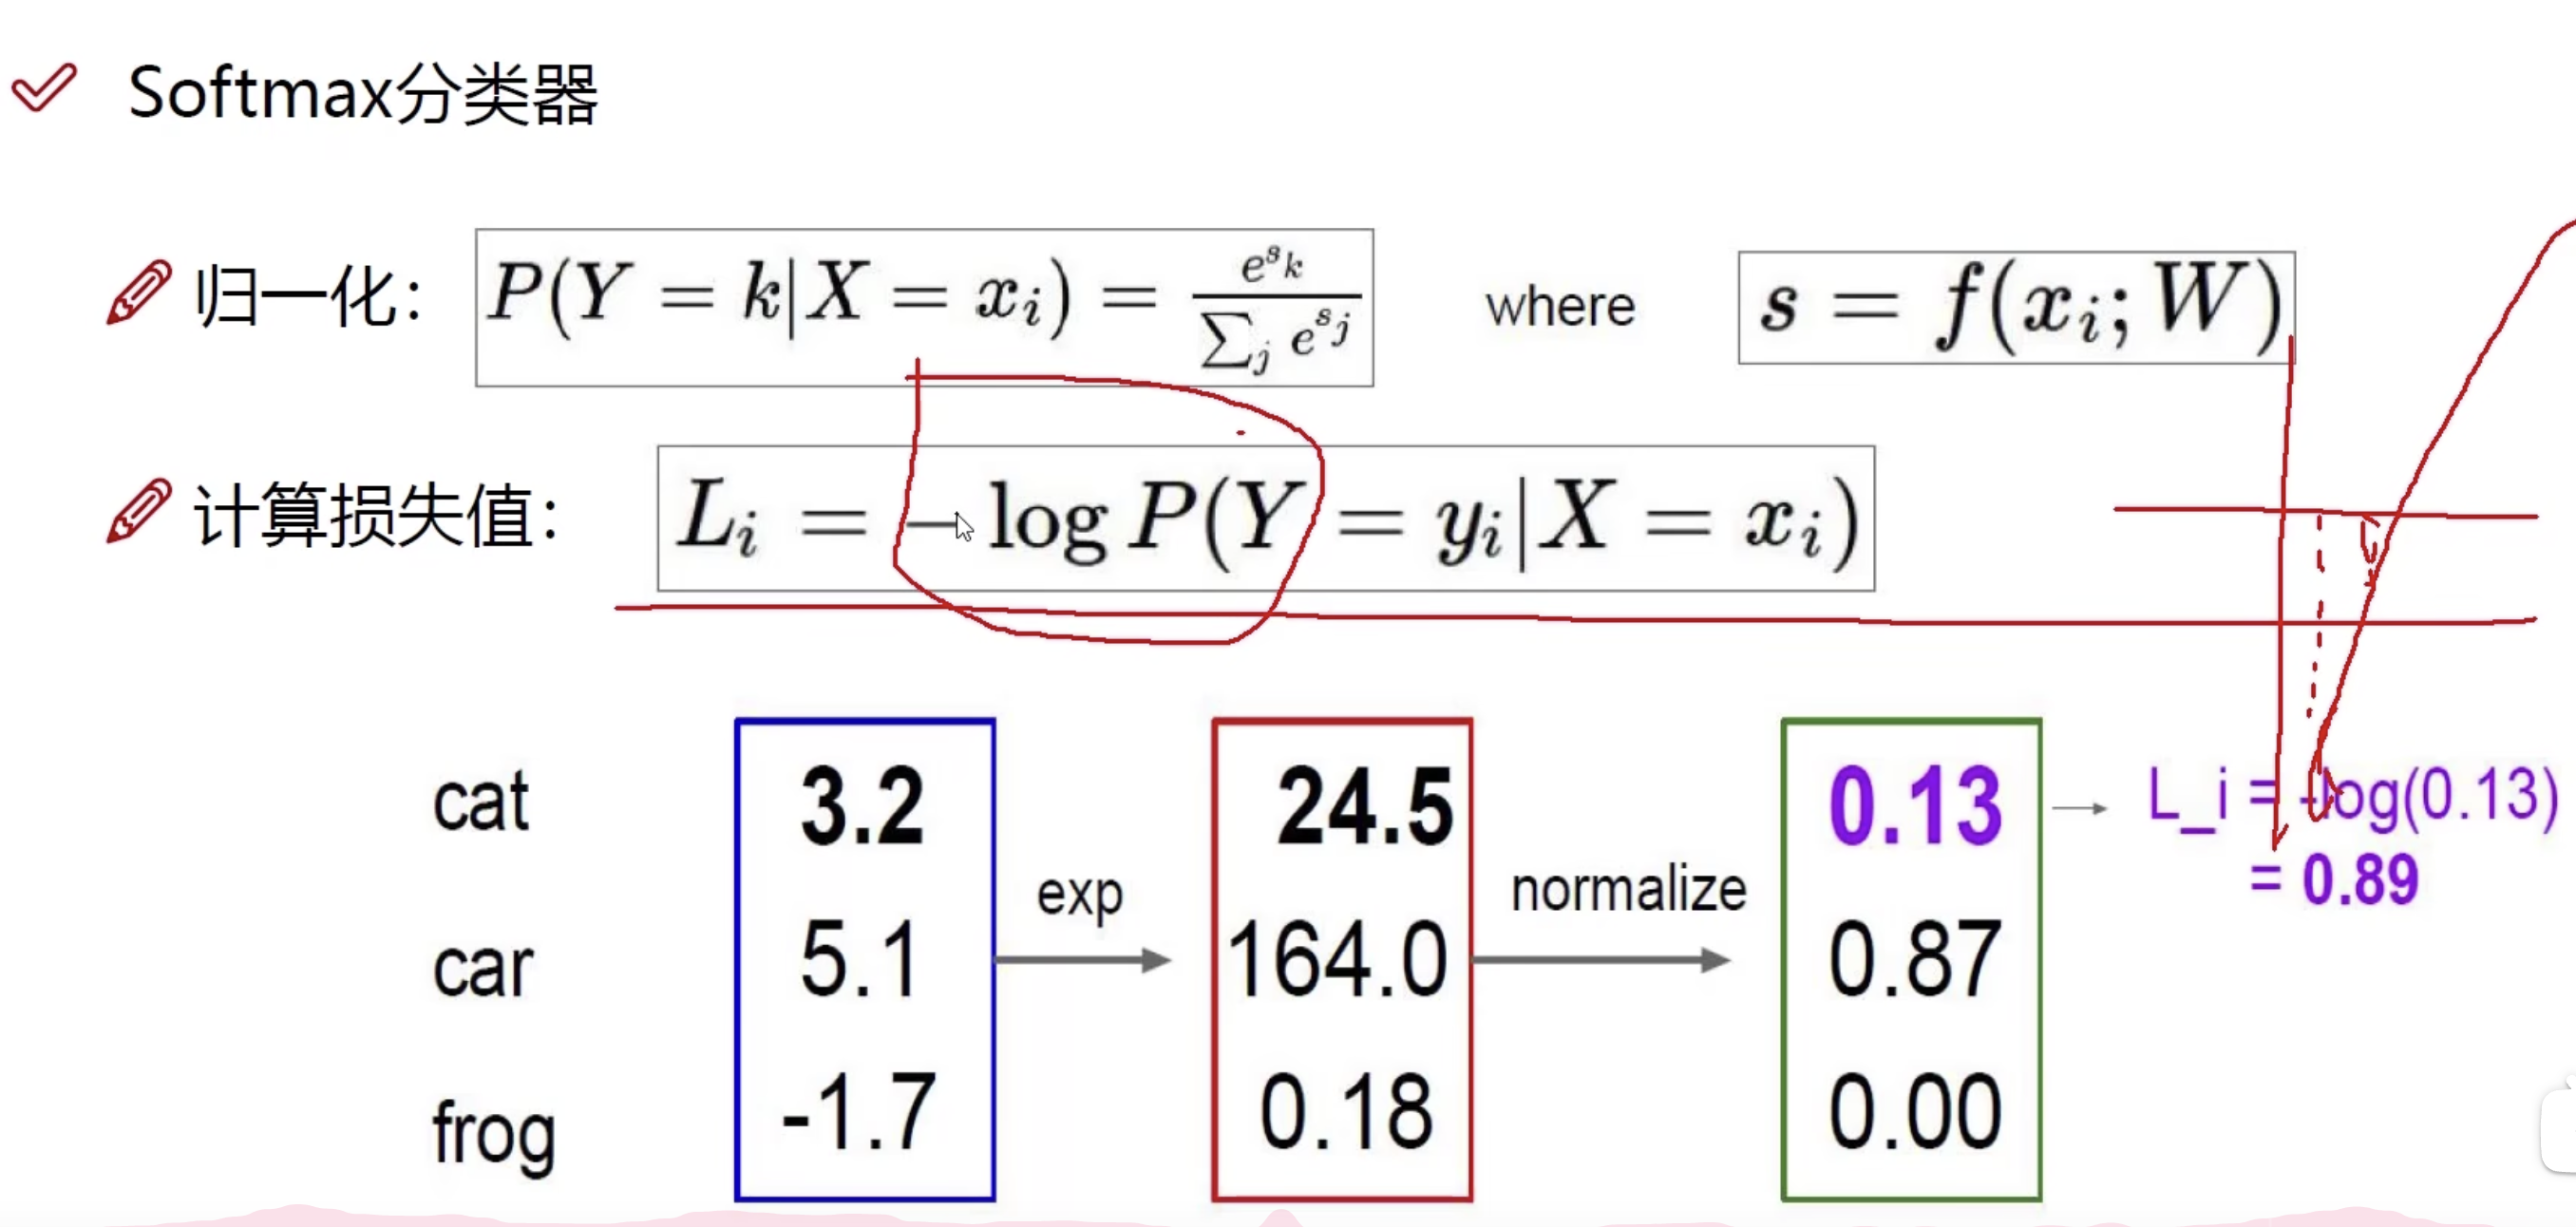 Softmax分类器
归一化： P(Y = k|X = x_i) = e^{s_k} / ∑_j e^{s_j} where s = f(x_i; W)
计算损失值： L_i = − log P(Y = y_i|X = x_i)
cat 3.2 24.5 0.13 L_i = -log(0.13)
= 0.89
exp normalize
car 5.1 164.0 0.87
frog -1.7 0.18 0.00